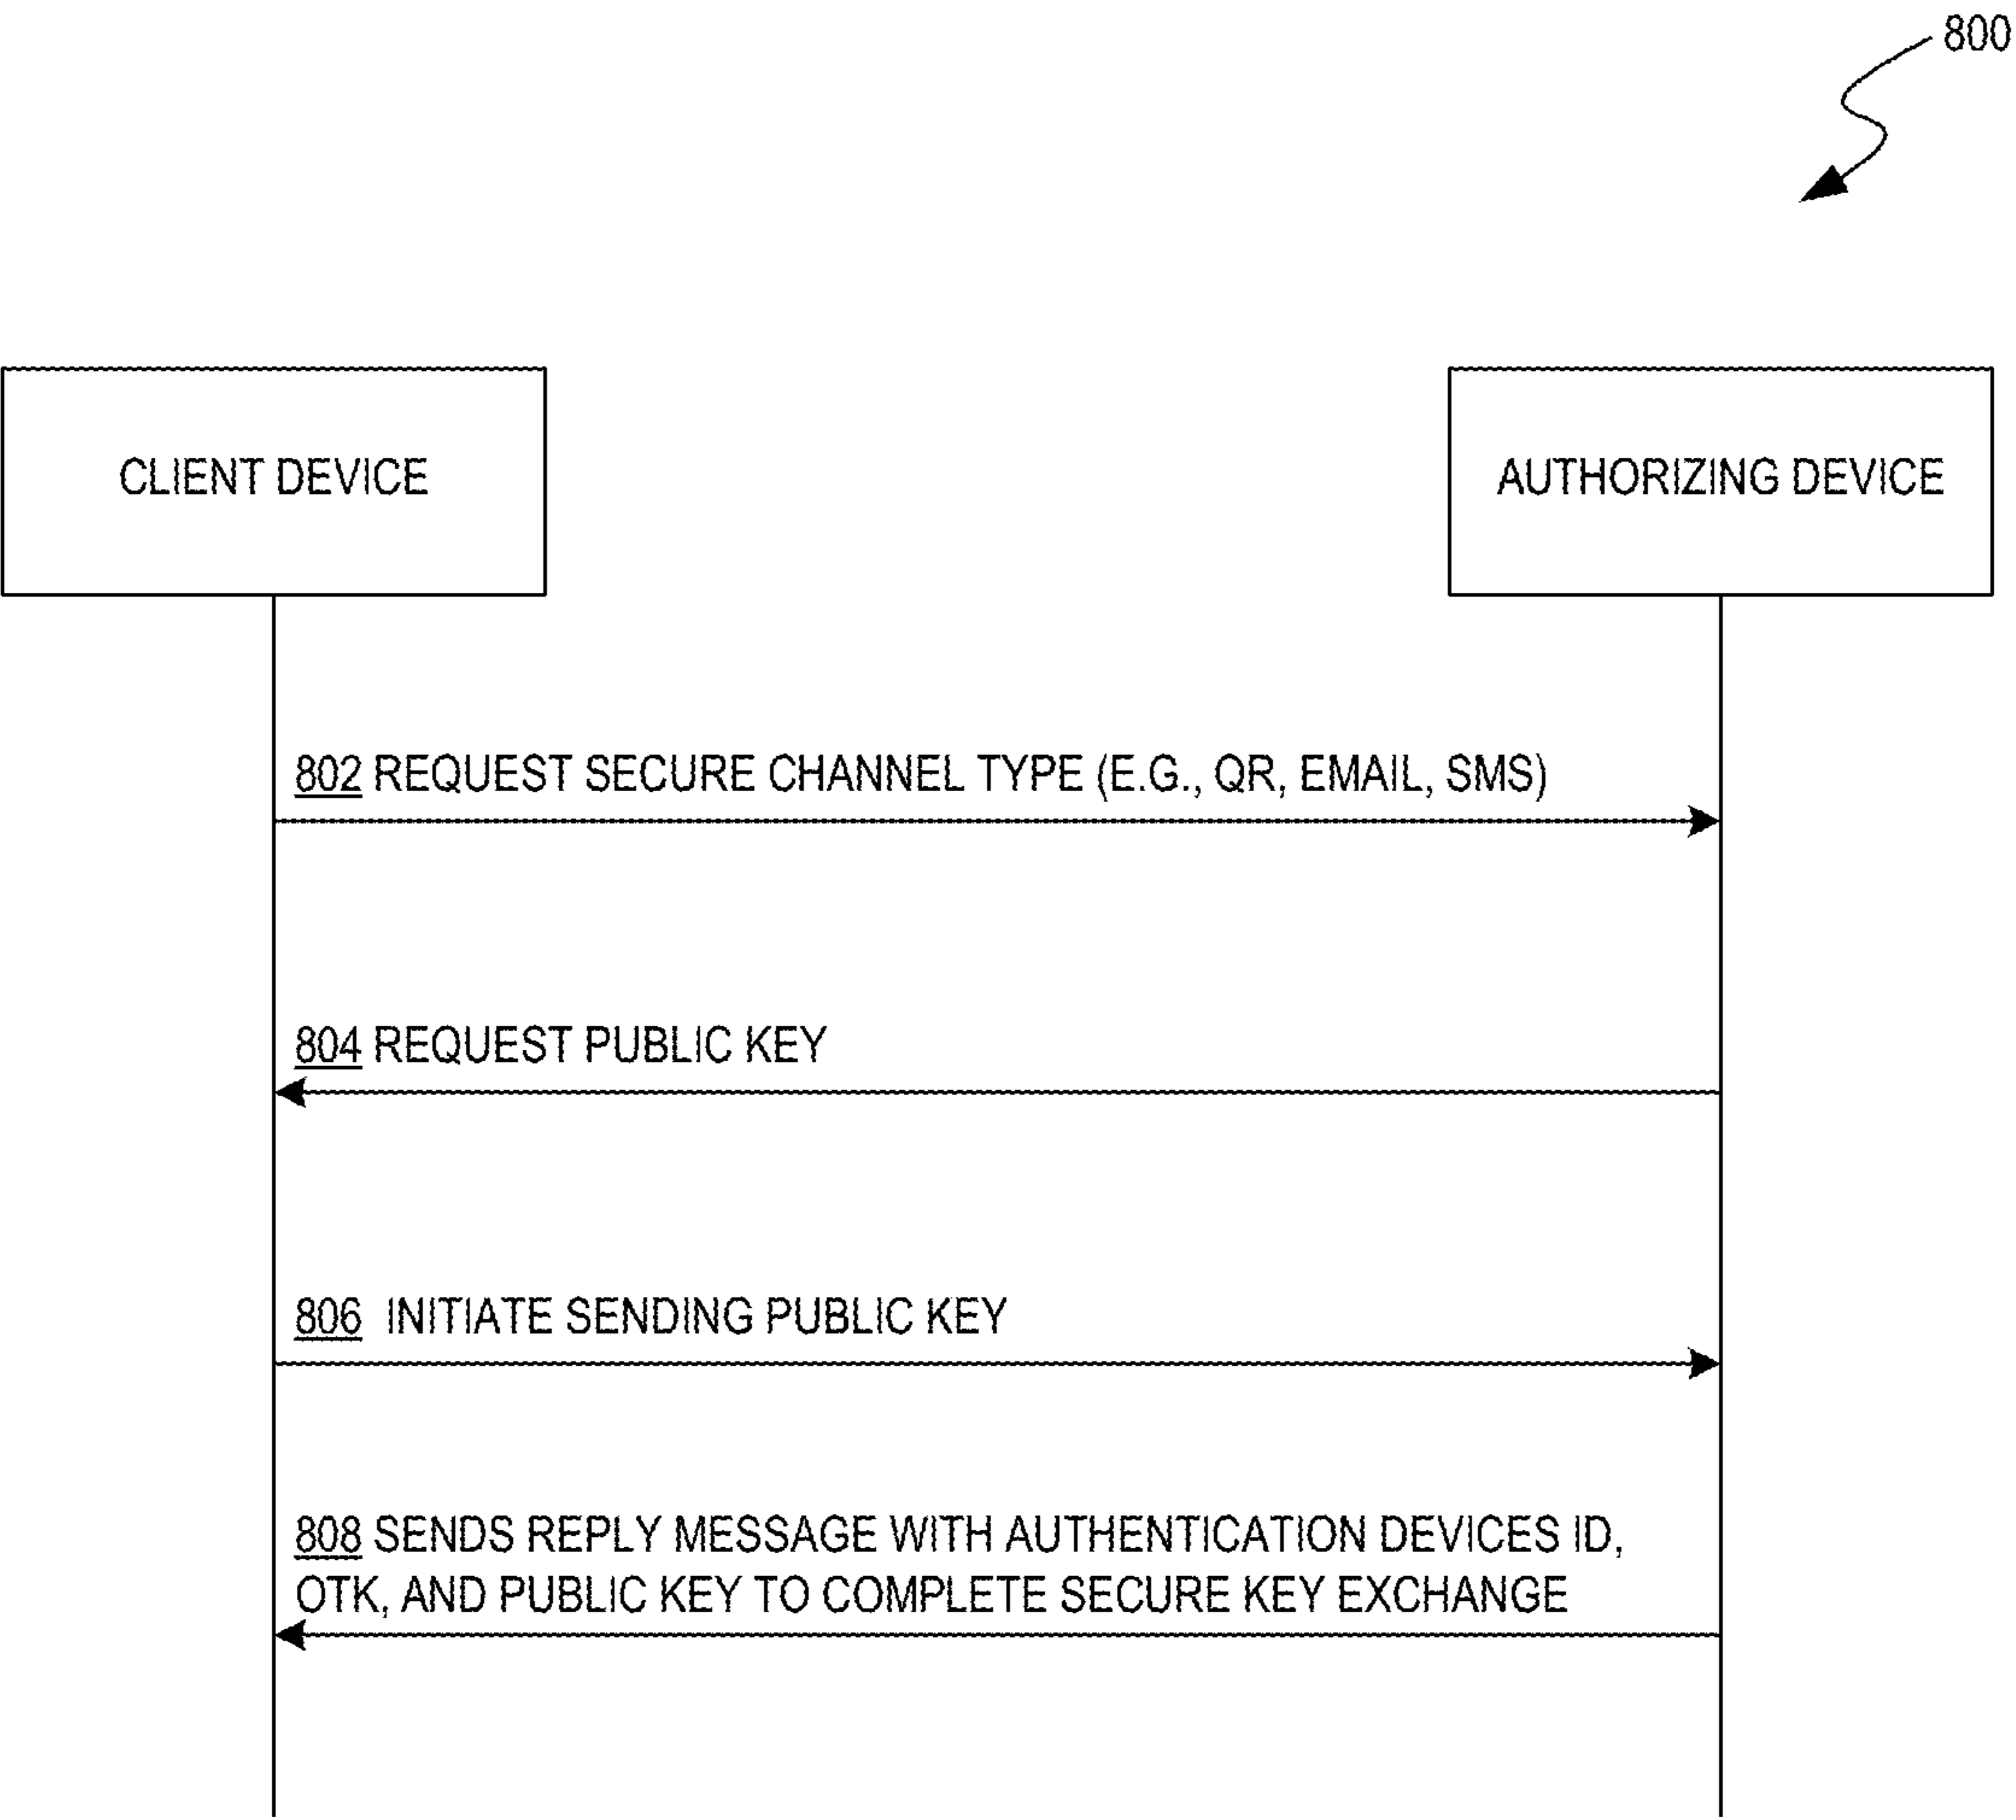 800
CLIENT DEVICE
AUTHORIZING DEVICE
802 REQUEST SECURE CHANNEL TYPE (E.G., QR, EMAIL, SMS)
804 REQUEST PUBLIC KEY
806 INITIATE SENDING PUBLIC KEY
808 SENDS REPLY MESSAGE WITH AUTHENTICATION DEVICES ID,
OTK, AND PUBLIC KEY TO COMPLETE SECURE KEY EXCHANGE